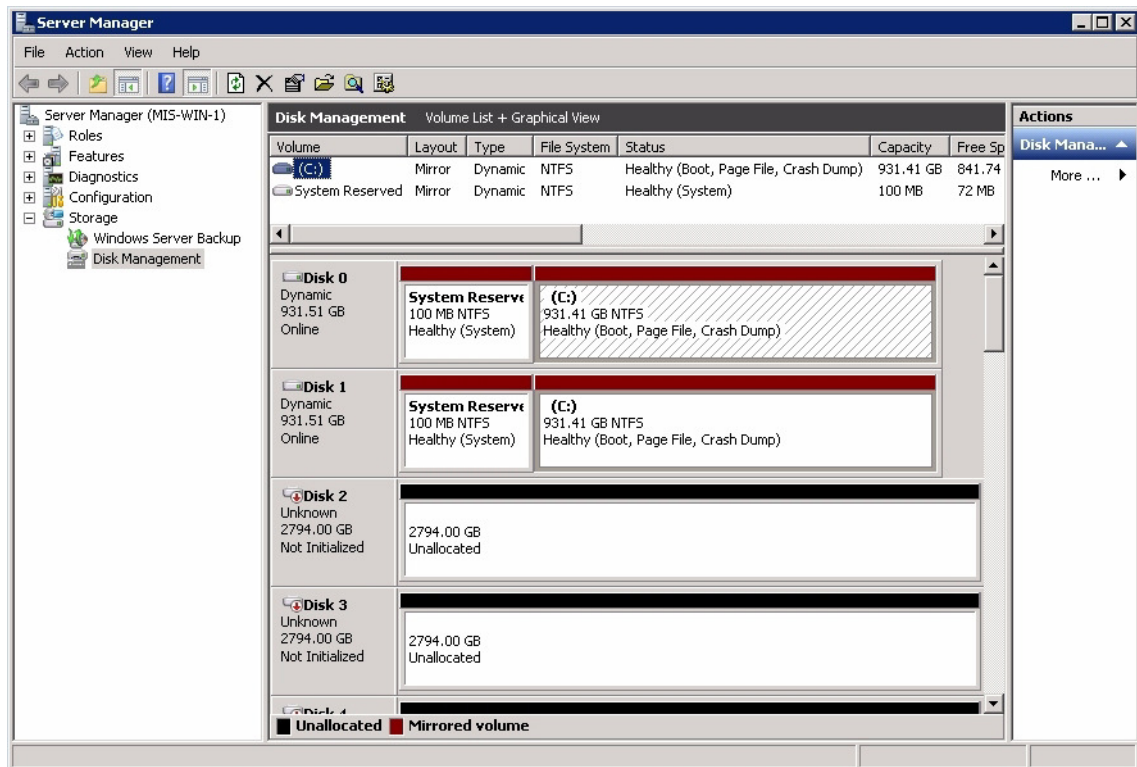 Server Manager
File Action View Help
Server Manager (MIS-WIN-1)
Roles
Features
Diagnostics
Configuration
Storage
Windows Server Backup
Disk Management
Disk Management Volume List + Graphical View
Volume Layout Type File System Status Capacity Free Sp
(C:) Mirror Dynamic NTFS Healthy (Boot, Page File, Crash Dump) 931.41 GB 841.74
System Reserved Mirror Dynamic NTFS Healthy (System) 100 MB 72 MB
Disk 0
Dynamic
931.51 GB
Online
System Reserve
100 MB NTFS
Healthy (System)
(C:)
931.41 GB NTFS
Healthy (Boot, Page File, Crash Dump)
Disk 1
Dynamic
931.51 GB
Online
System Reserve
100 MB NTFS
Healthy (System)
(C:)
931.41 GB NTFS
Healthy (Boot, Page File, Crash Dump)
Disk 2
Unknown
2794.00 GB
Not Initialized
2794.00 GB
Unallocated
Disk 3
Unknown
2794.00 GB
Not Initialized
2794.00 GB
Unallocated
Unallocated Mirrored volume
Actions
Disk Mana...
More ...